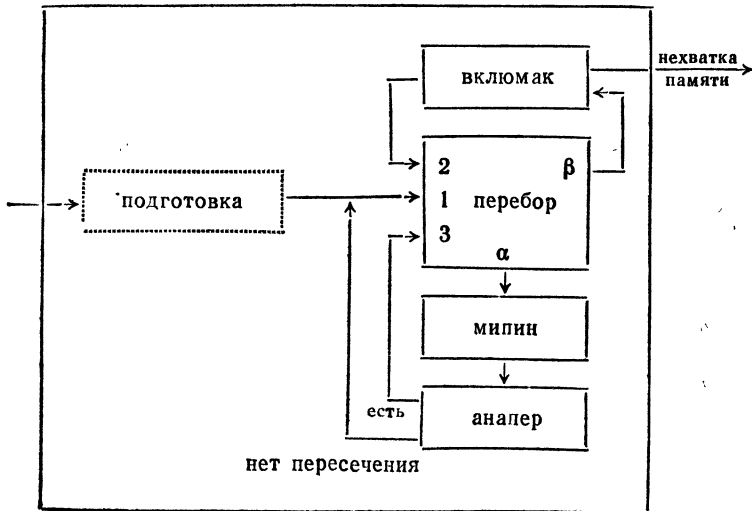 нехватка
памяти
вклюмак
2 β
подготовка
1 перебор
3
α
мипин
есть
анапер
нет пересечения